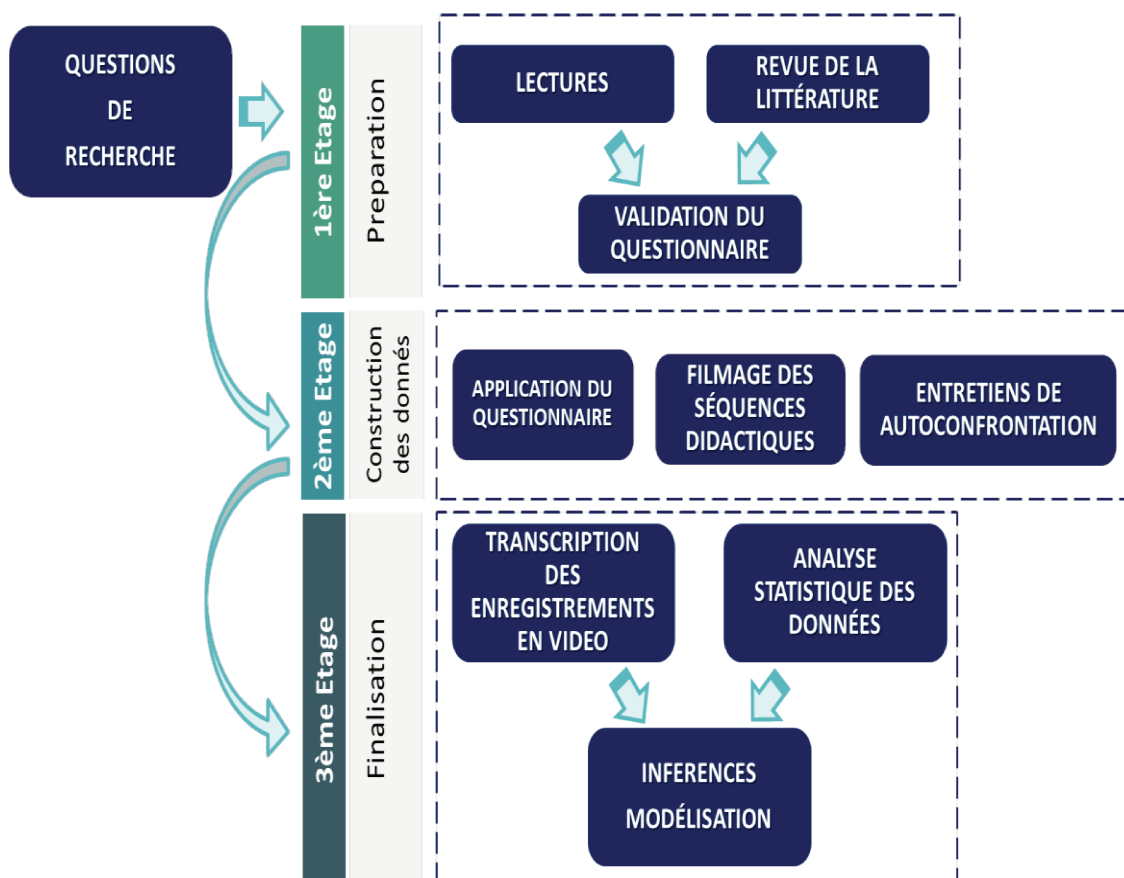 QUESTIONS
DE
RECHERCHE
1ère Etage
Preparation
LECTURES
REVUE DE LA
LITTÉRATURE
VALIDATION DU
QUESTIONNAIRE
2ème Etage
Construction
des donnés
APPLICATION DU
QUESTIONNAIRE
FILMAGE DES
SÉQUENCES
DIDACTIQUES
ENTRETIENS DE
AUTOCONFRONTATION
3ème Etage
Finalisation
TRANSCRIPTION
DES
ENREGISTREMENTS
EN VIDEO
ANALYSE
STATISTIQUE DES
DONNÉES
INFERENCES
MODÉLISATION